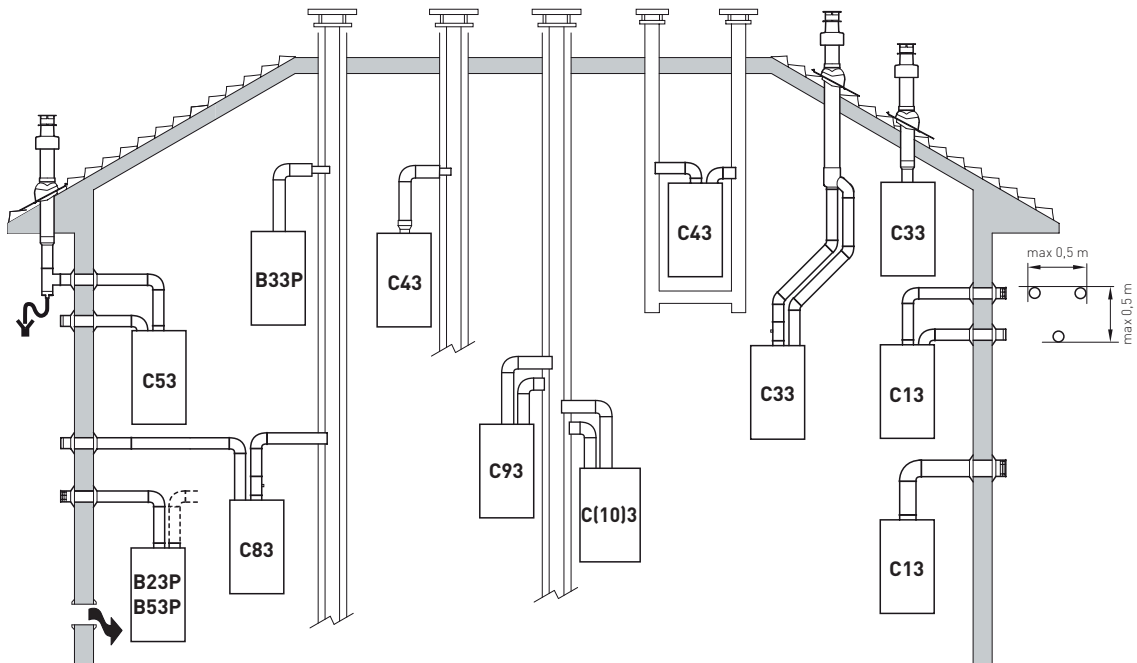 C43
C33
B33P
C43
max 0,5 m
max 0,5 m
C53
C33
C13
C93
C(10)3
C83
C13
B23P
B53P